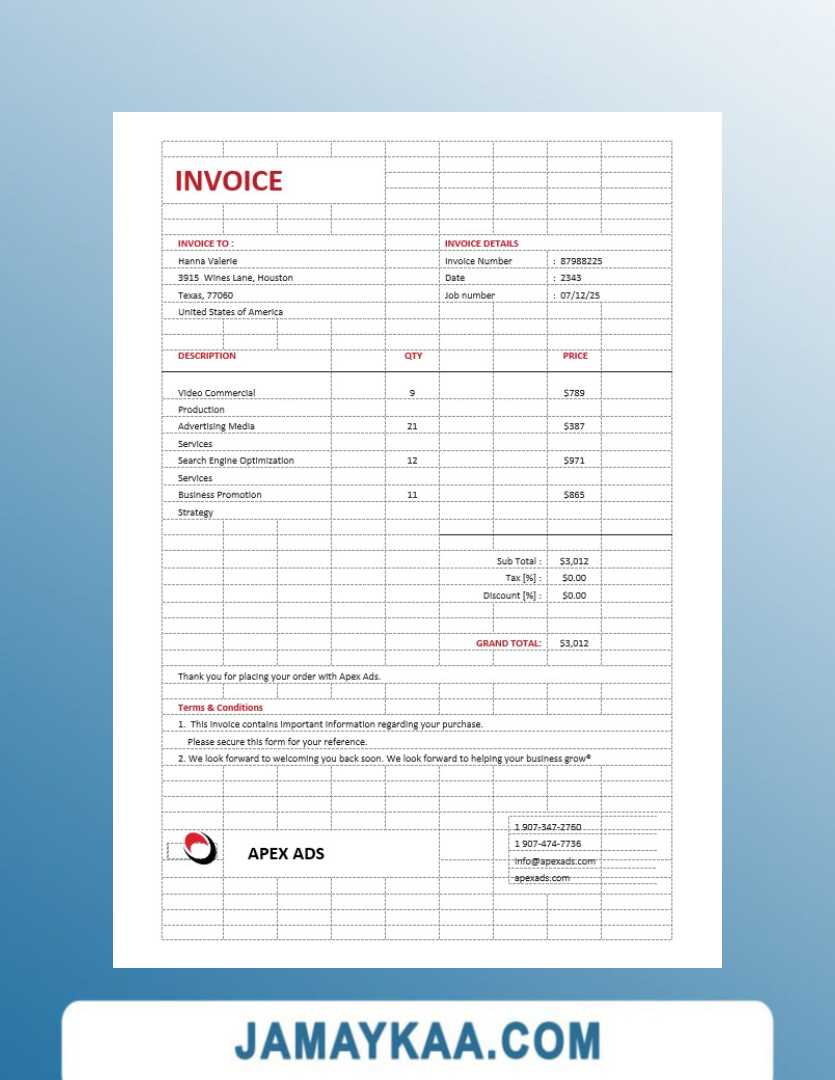 INVOICE
INVOICE TO :
INVOICE DETAILS
Hanna Valerie
Invoice Number : 87988225
3915 Wines Lane, Houston
Date : 2343
Texas, 77060
Job number : 07/12/25
United States of America
DESCRIPTION QTY PRICE
Video Commercial 9 $789
Production
Advertising Media 21 $387
Services
Search Engine Optimization 12 $971
Services
Business Promotion 11 $865
Strategy
Sub Total : $3,012
Tax [%] : $0.00
Discount [%] : $0.00
GRAND TOTAL: $3,012
Thank you for placing your order with Apex Ads.
Terms & Conditions
1. This invoice contains important information regarding your purchase.
Please secure this form for your reference.
2. We look forward to welcoming you back soon. We look forward to helping your business grow®
APEX ADS
1 907-347-2760
1 907-474-7736
info@apexads.com
apexads.com
JAMAYKAA.COM